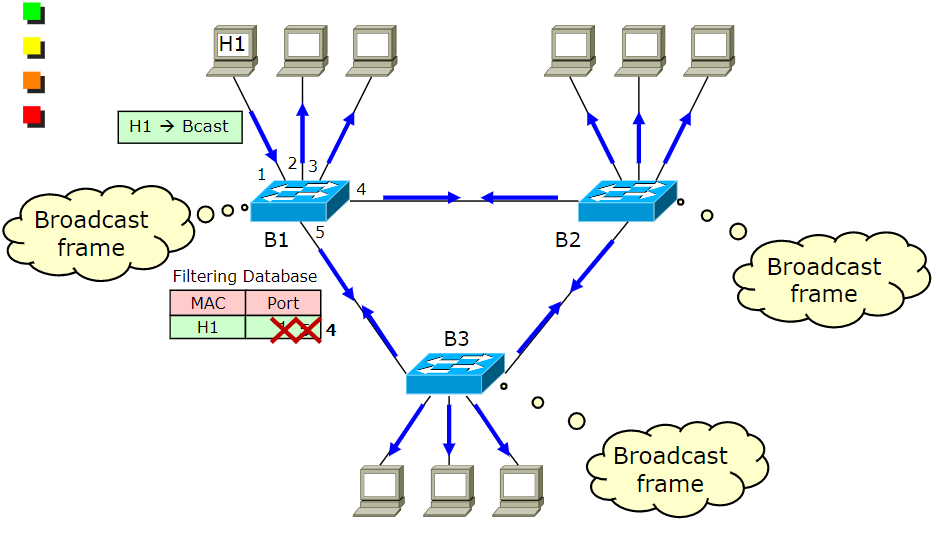 H1
H1 → Bcast
1
2
3
4
5
Broadcast
frame
B1
B2
Filtering Database
MAC Port
H1 4
Broadcast
frame
B3
Broadcast
frame